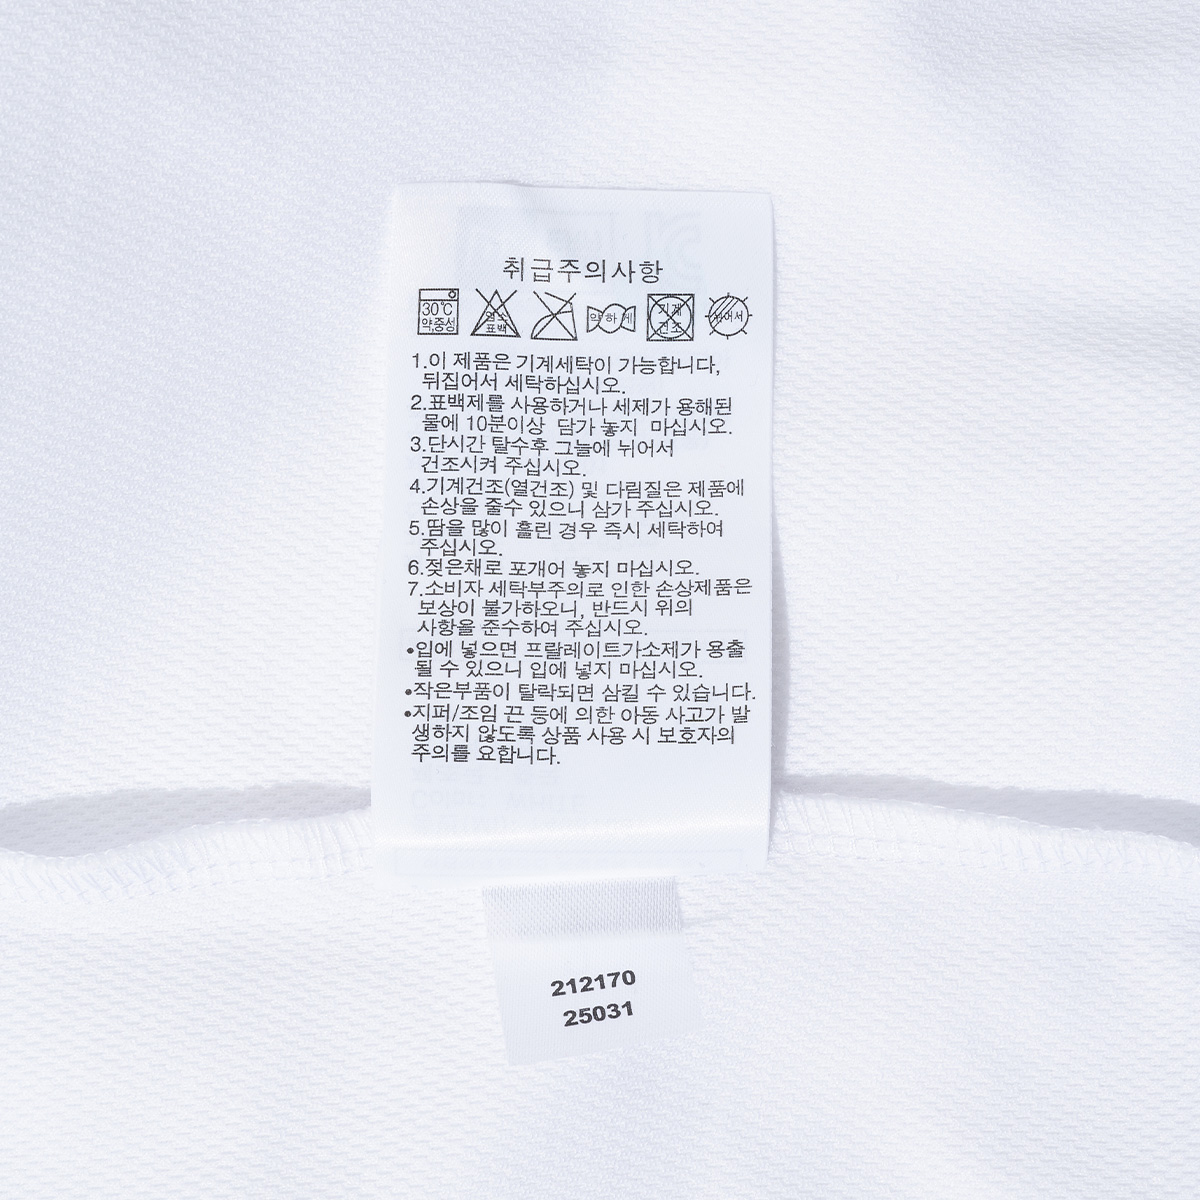 취급주의사항
30℃
약,중성
염소
표백
약하게
기계
건조
뉘어서
1.이 제품은 기계세탁이 가능합니다,
뒤집어서 세탁하십시오.
2.표백제를 사용하거나 세제가 용해된
물에 10분이상 담가 놓지 마십시오.
3.단시간 탈수후 그늘에 뉘어서
건조시켜 주십시오.
4.기계건조(열건조) 및 다림질은 제품에
손상을 줄수 있으니 삼가 주십시오.
5.땀을 많이 흘린 경우 즉시 세탁하여
주십시오.
6.젖은채로 포개어 놓지 마십시오.
7.소비자 세탁부주의로 인한 손상제품은
보상이 불가하오니, 반드시 위의
사항을 준수하여 주십시오.
•입에 넣으면 프탈레이트가소제가 용출
될 수 있으니 입에 넣지 마십시오.
•작은부품이 탈락되면 삼킬 수 있습니다.
•지퍼/조임 끈 등에 의한 아동 사고가 발
생하지 않도록 상품 사용 시 보호자의
주의를 요합니다.
Color: WHITE
212170
25031